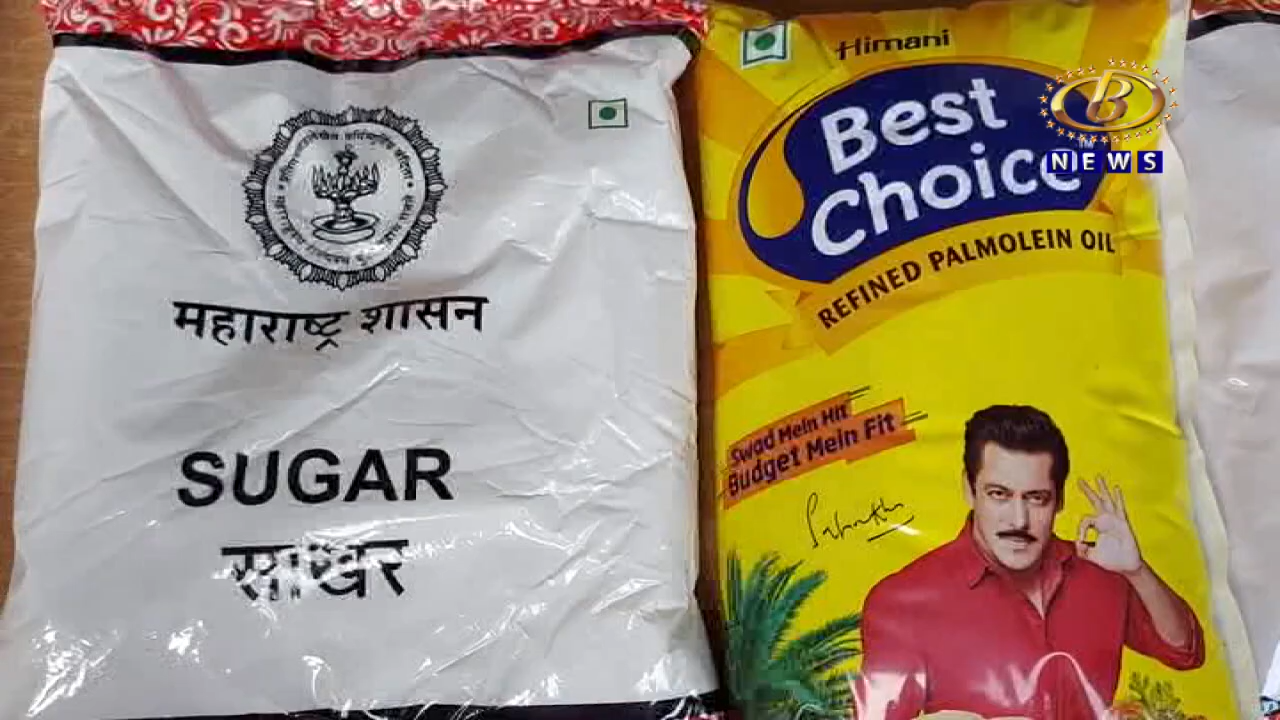 महाराष्ट्र शासन
SUGAR
साखर
Himani
Best
Choice
REFINED PALMOLEIN OIL
Swad Mein Hit
Budget Mein Fit
B
NEWS